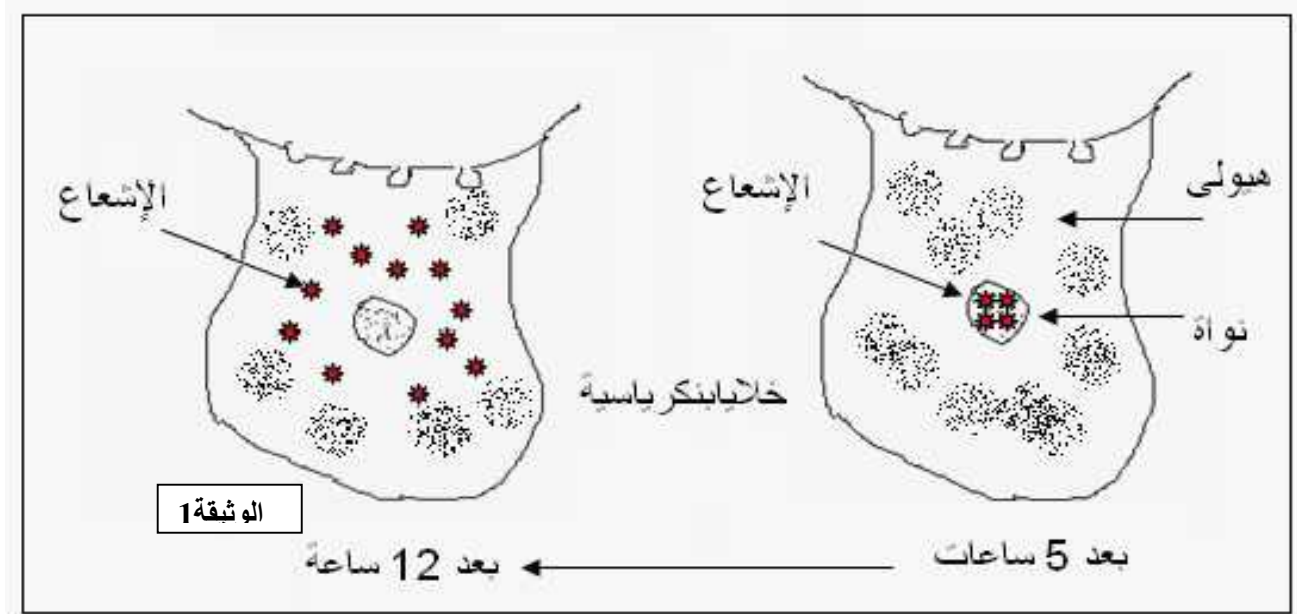 هيولى
الإشعاع
نواة
بعد 5 ساعات
الإشعاع
خلايابنكرياسية
الوثيقة1
بعد 12 ساعة